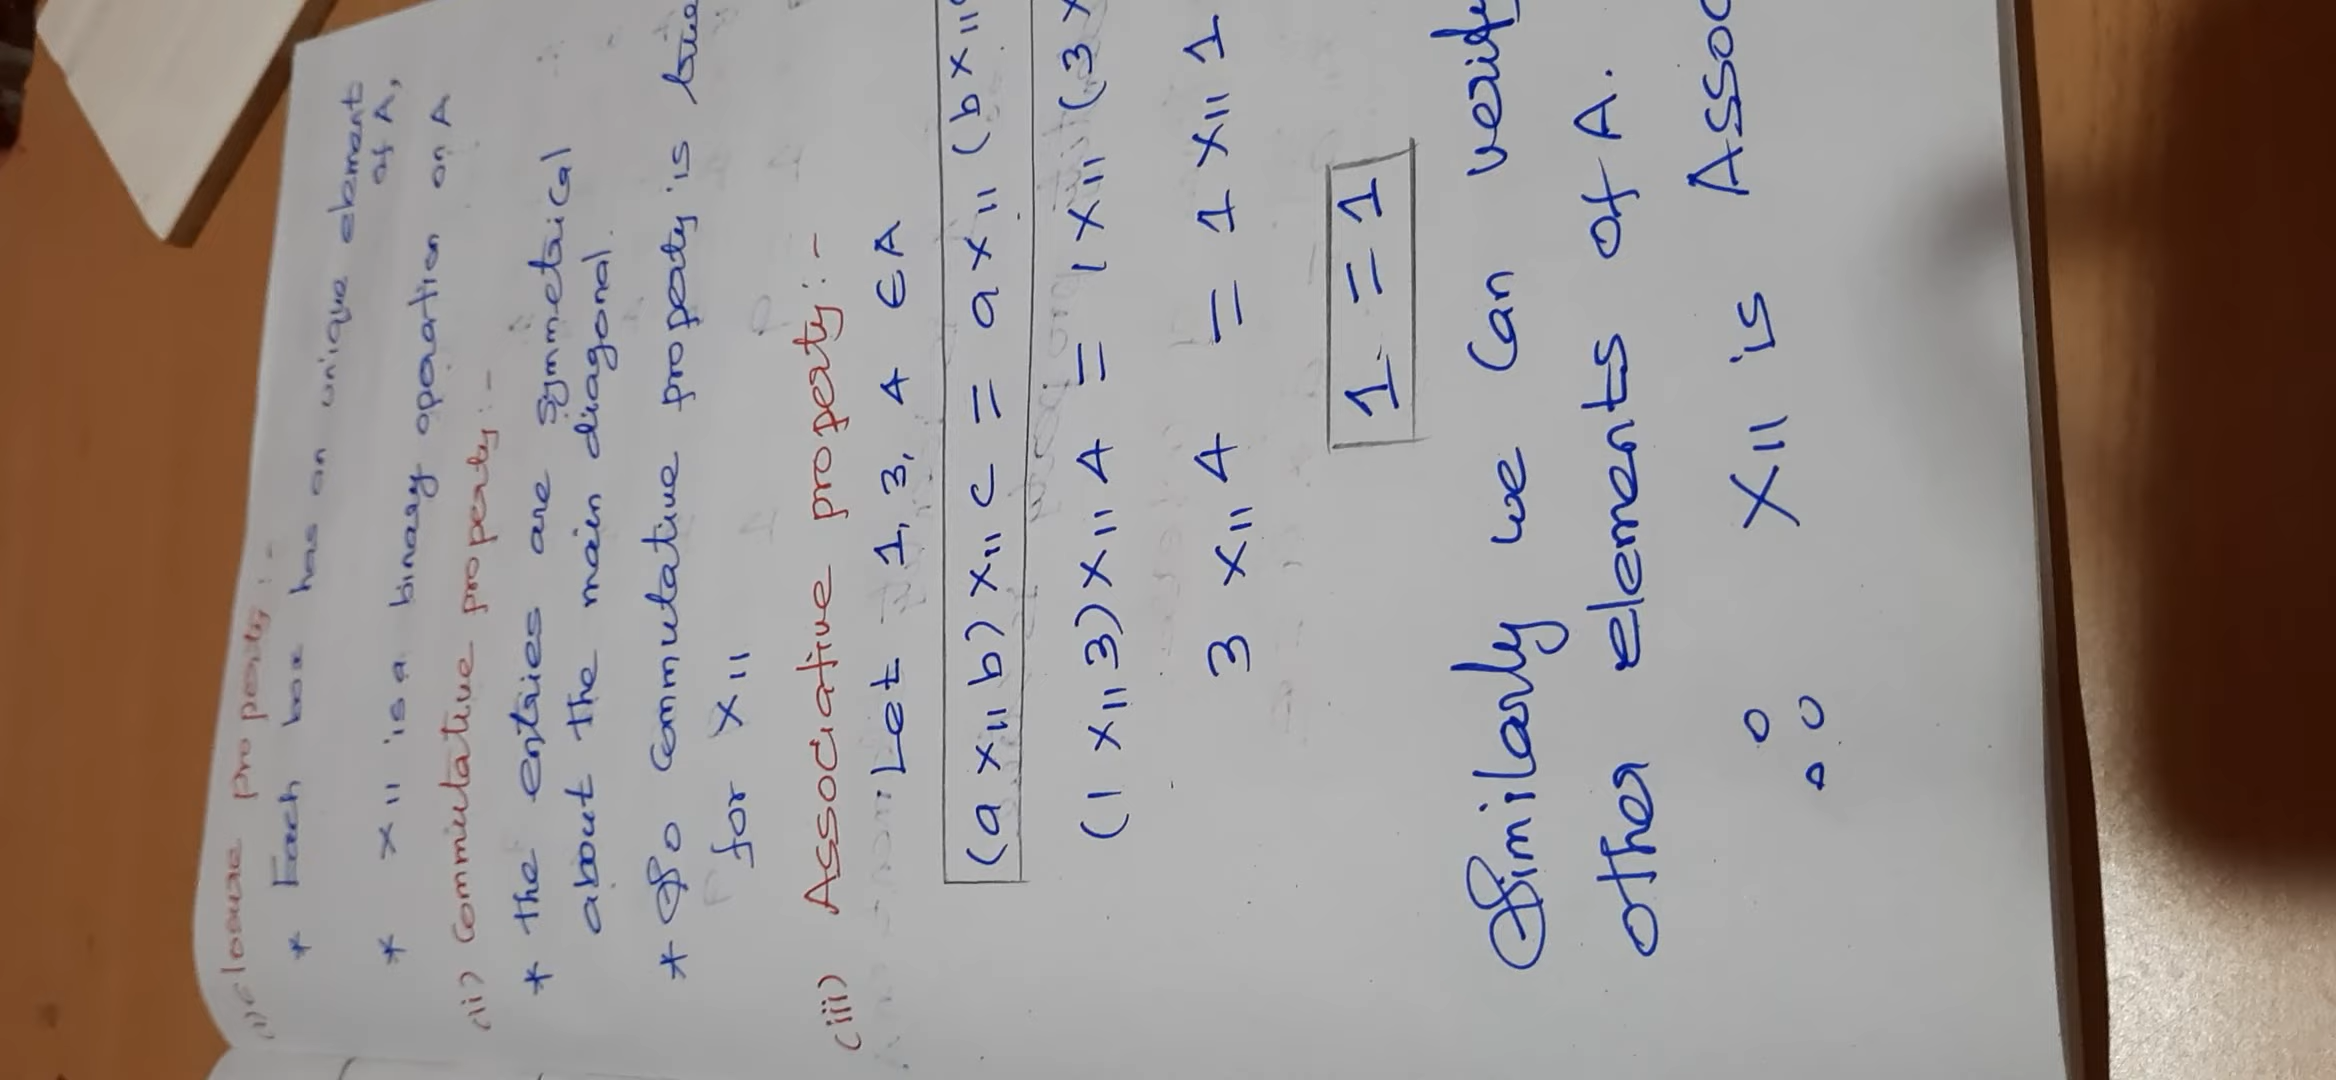 (i) closure property :-
* Each box has an unique element of A,
* x11 is a binary operation on A
(ii) commutative property :-
* the entries are symmetrical
about the main diagonal.
* So commutative property is true
for x11
(iii) Associative property :-
Let 1, 3, 4 ∈ A
(a x11 b) x11 c = a x11 (b x11
(1 x11 3) x11 4 = 1 x11 (3 x
3 x11 4 = 1 x11 1
1 = 1
Similarly we can verify
other elements of A.
∴ x11 is Assoc